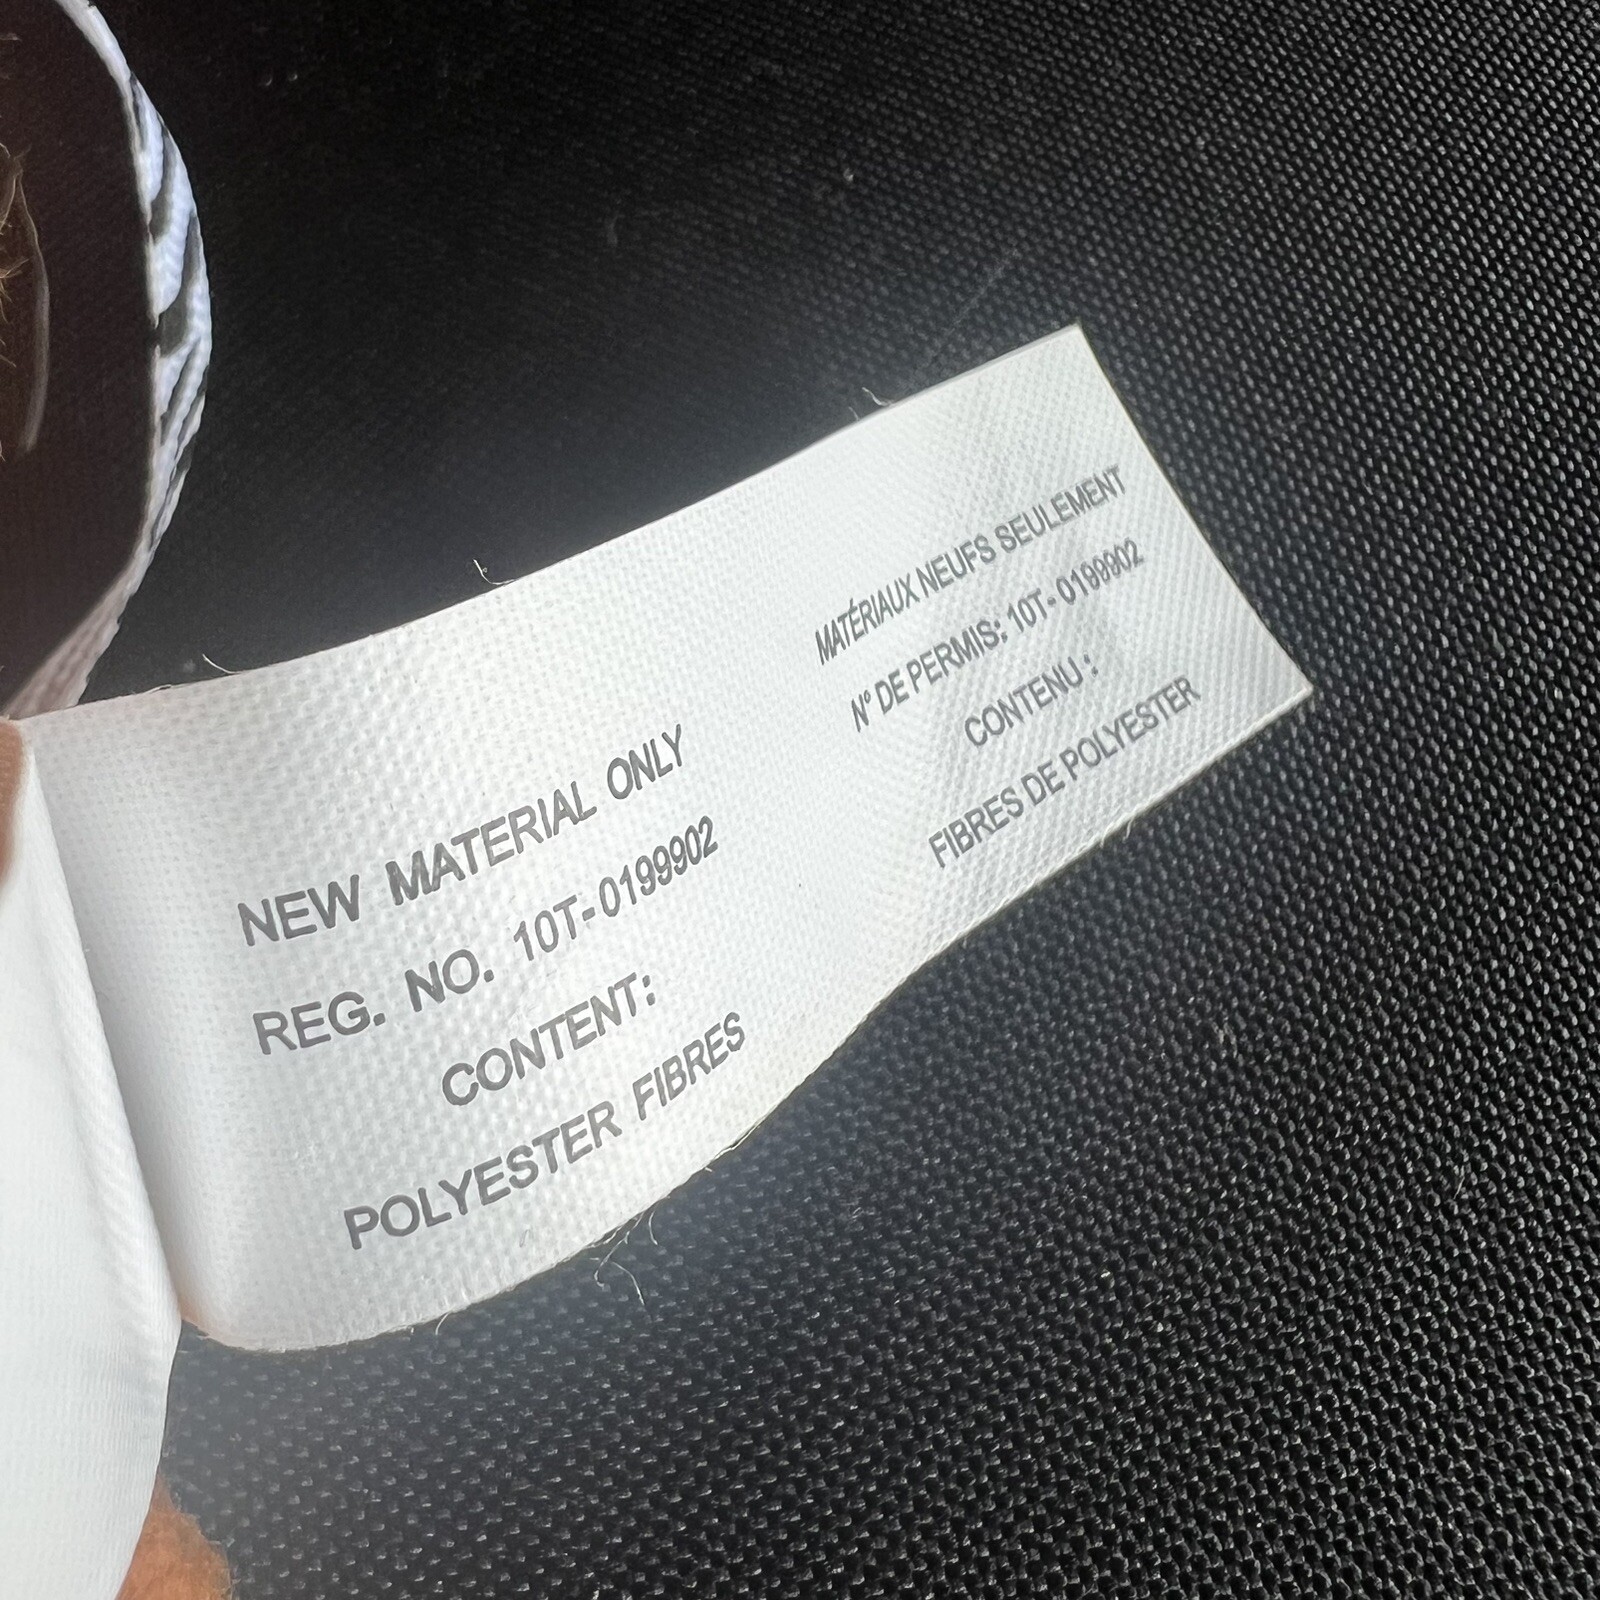 NEW MATERIAL ONLY
REG. NO. 10T-0199902
CONTENT:
POLYESTER FIBRES
MATÉRIAUX NEUFS SEULEMENT
N° DE PERMIS: 10T-0199902
CONTENU :
FIBRES DE POLYESTER